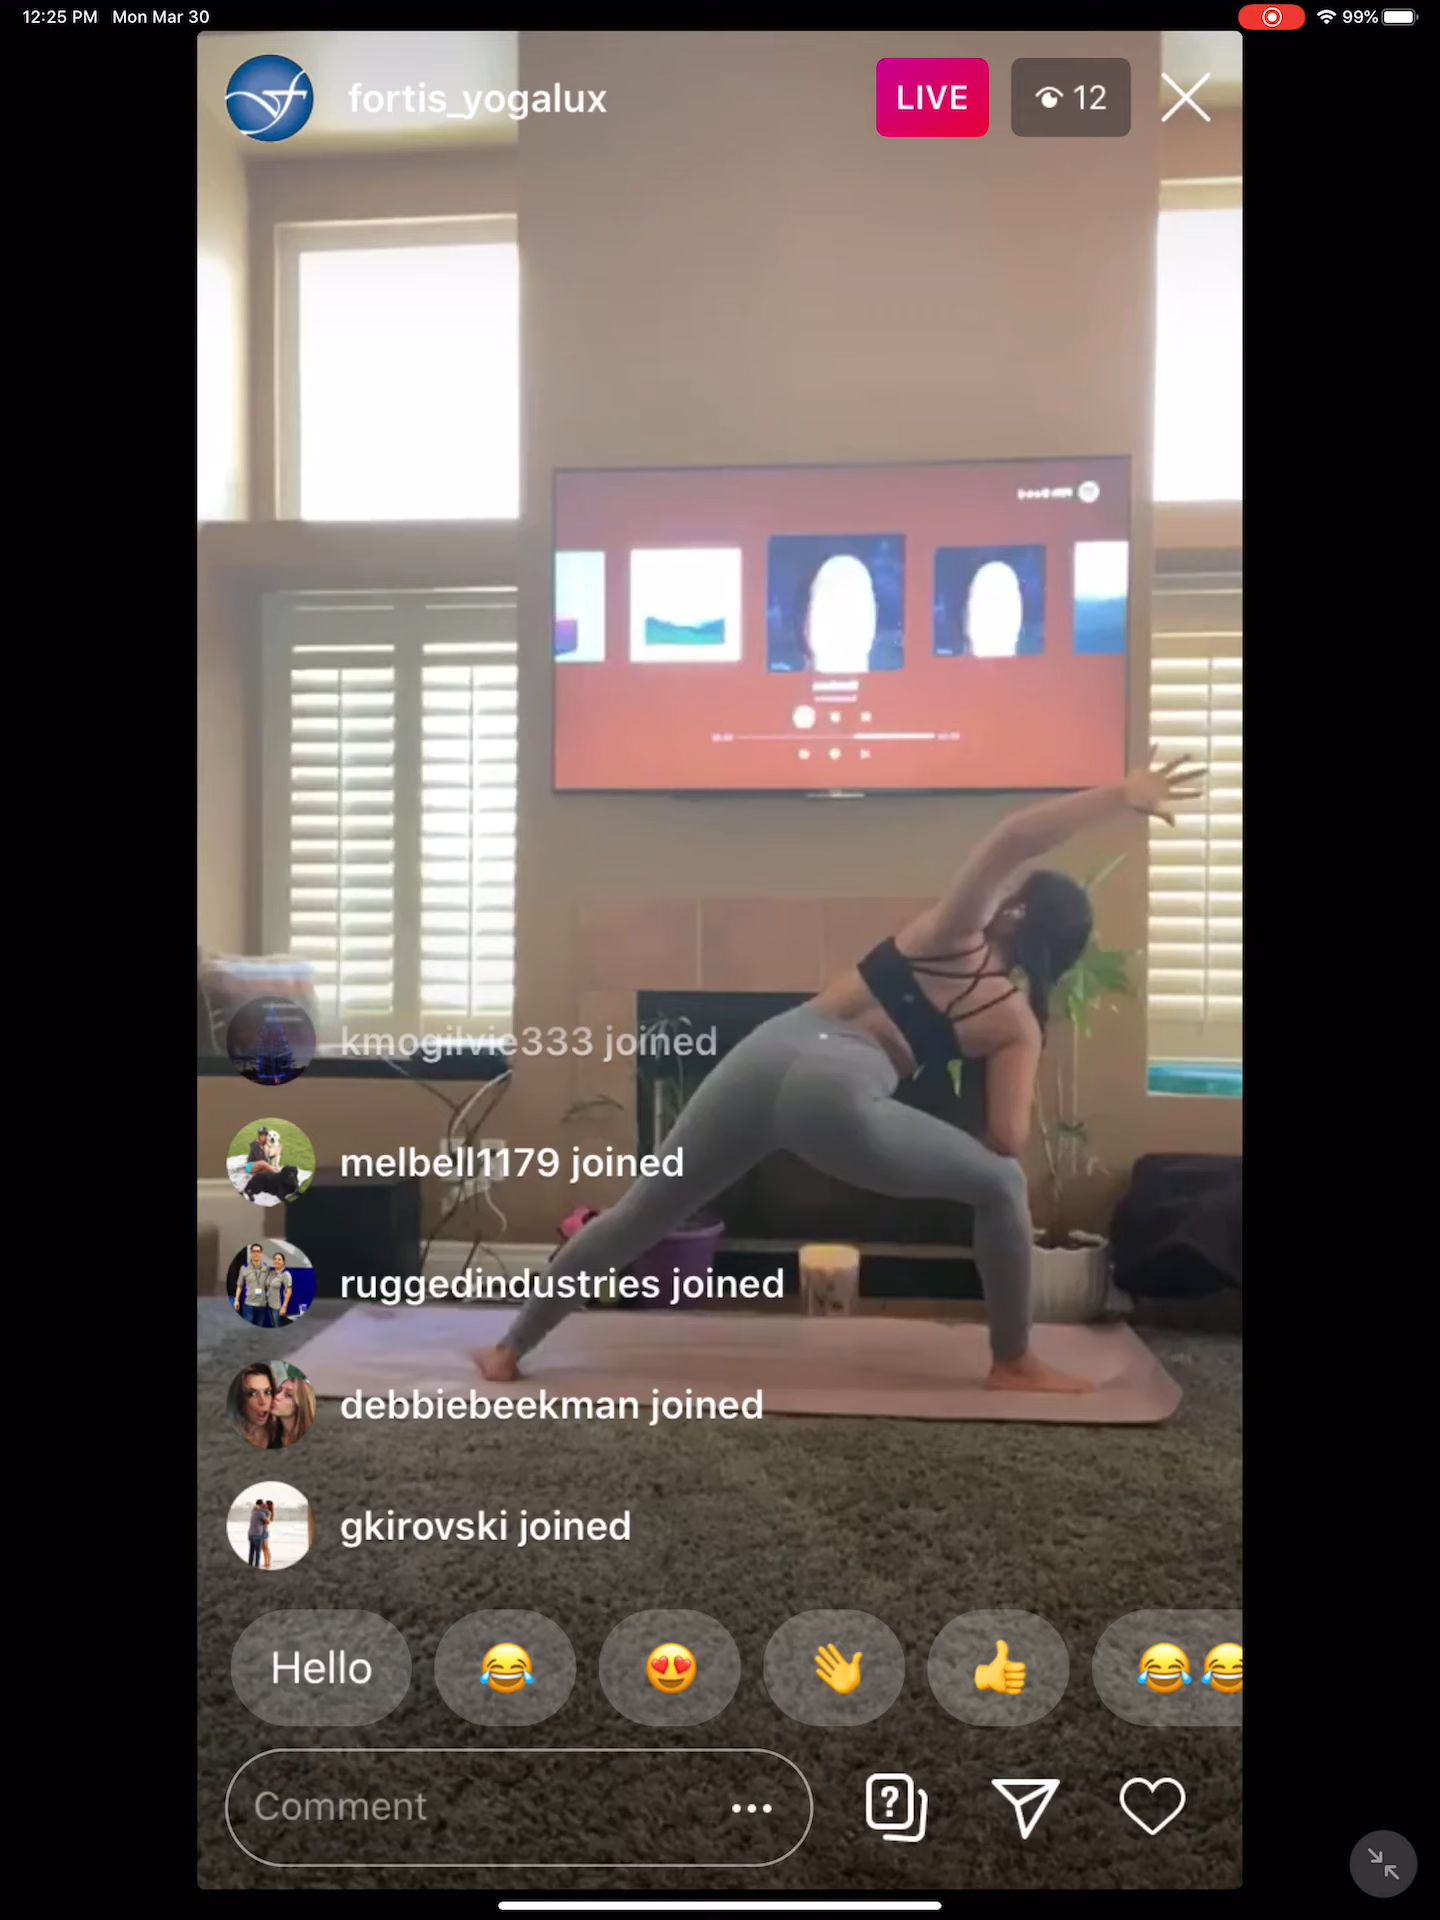 12:25 PM Mon Mar 30
99%
fortis_yogalux
LIVE
12
kmogilvie333 joined
melbell1179 joined
ruggedindustries joined
debbiebeekman joined
gkirovski joined
Hello
Comment